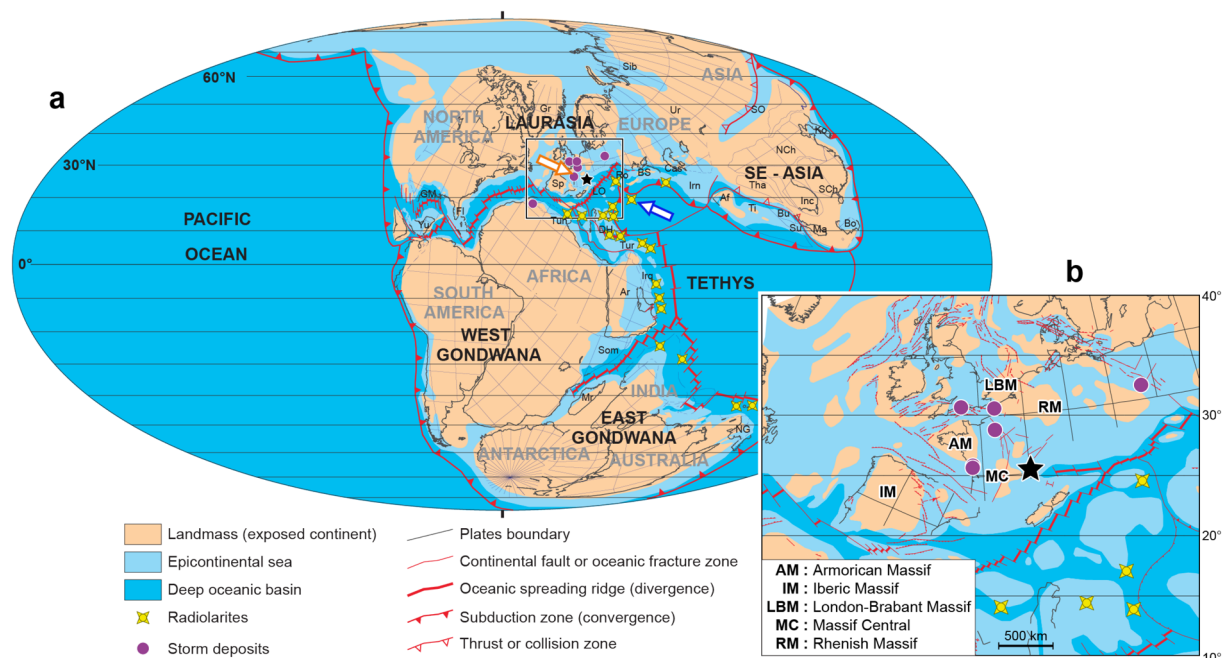 a
60°N
30°N
0°
PACIFIC
OCEAN
NORTH
AMERICA
Gr
LAURASIA
EUROPE
ASIA
Sib
Ur
SO
Ko
NCh
SE - ASIA
SCh
Tha
Inc
Af
Ti
Bu
Su
Ma
Bo
Irn
Cas
BS
Ro
LO
Sp
GM
Fl
Yu
Tun
DH
Tur
Irq
Ar
AFRICA
TETHYS
SOUTH
AMERICA
WEST
GONDWANA
Som
INDIA
Mr
EAST
GONDWANA
NG
ANTARCTICA
AUSTRALIA
b
40°
30°
20°
10°
LBM
RM
AM
MC
IM
AM : Armorican Massif
IM : Iberic Massif
LBM : London-Brabant Massif
MC : Massif Central
RM : Rhenish Massif
500 km
Landmass (exposed continent)
Epicontinental sea
Deep oceanic basin
Radiolarites
Storm deposits
Plates boundary
Continental fault or oceanic fracture zone
Oceanic spreading ridge (divergence)
Subduction zone (convergence)
Thrust or collision zone